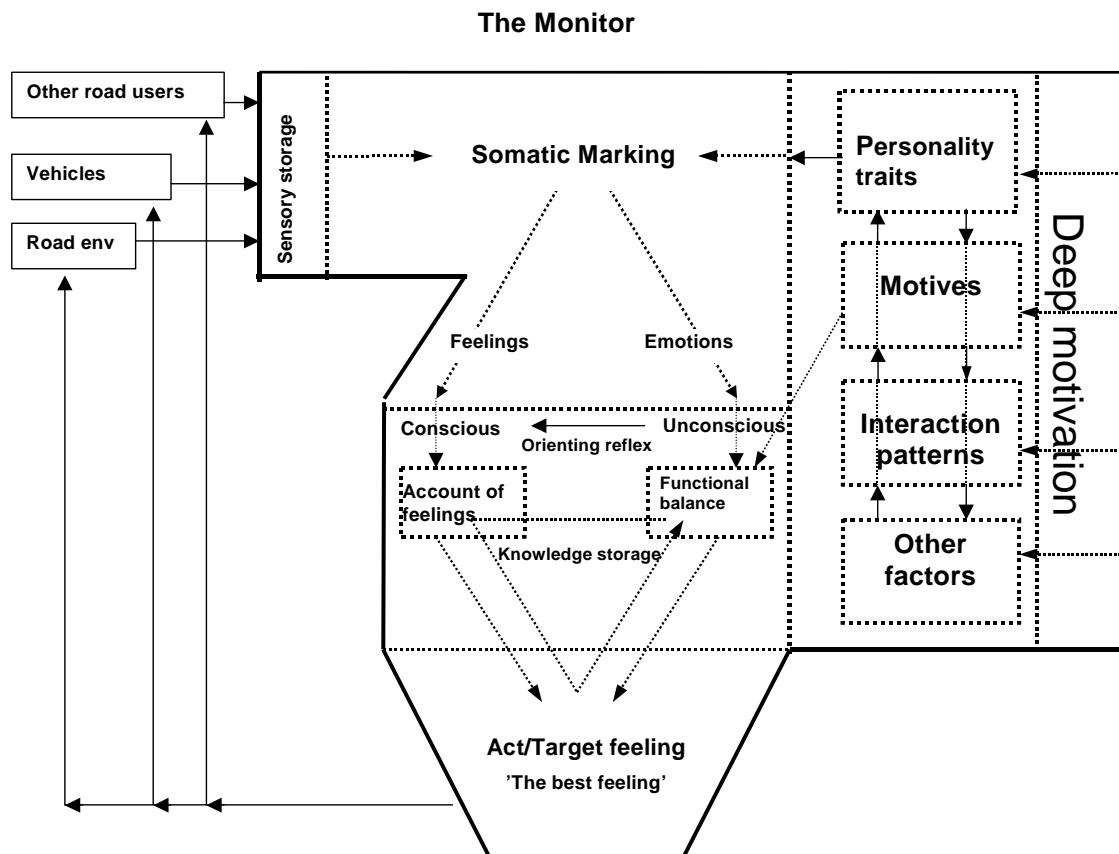 The Monitor
Other road users
Vehicles
Road env
Sensory storage
Somatic Marking
Personality
traits
Motives
Interaction
patterns
Other
factors
Deep motivation
Feelings
Emotions
Conscious
Unconscious
Orienting reflex
Account of
feelings
Functional
balance
Knowledge storage
Act/Target feeling
’The best feeling’